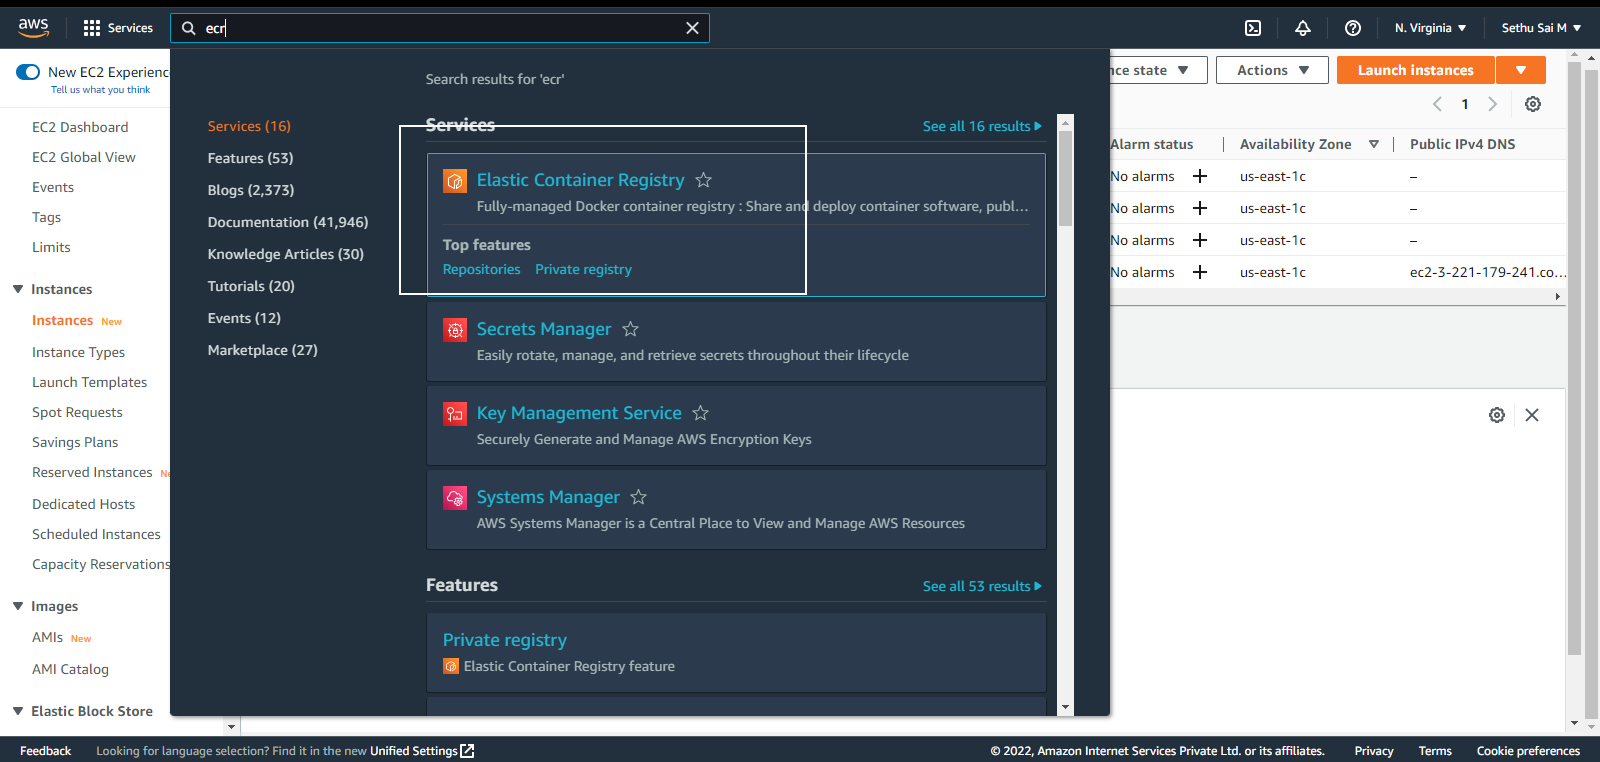 aws
Services
ecr
N. Virginia
Sethu Sai M
New EC2 Experience
Tell us what you think
EC2 Dashboard
EC2 Global View
Events
Tags
Limits
Instances
Instances New
Instance Types
Launch Templates
Spot Requests
Savings Plans
Reserved Instances Ne
Dedicated Hosts
Scheduled Instances
Capacity Reservations
Images
AMIs New
AMI Catalog
Elastic Block Store
Search results for 'ecr'
Services (16)
Features (53)
Blogs (2,373)
Documentation (41,946)
Knowledge Articles (30)
Tutorials (20)
Events (12)
Marketplace (27)
Services
See all 16 results
Elastic Container Registry
Fully-managed Docker container registry : Share and deploy container software, publ...
Top features
Repositories Private registry
Secrets Manager
Easily rotate, manage, and retrieve secrets throughout their lifecycle
Key Management Service
Securely Generate and Manage AWS Encryption Keys
Systems Manager
AWS Systems Manager is a Central Place to View and Manage AWS Resources
Features
See all 53 results
Private registry
Elastic Container Registry feature
nce state
Actions
Launch instances
1
Alarm status Availability Zone Public IPv4 DNS
No alarms + us-east-1c –
No alarms + us-east-1c –
No alarms + us-east-1c –
No alarms + us-east-1c ec2-3-221-179-241.co...
Feedback Looking for language selection? Find it in the new Unified Settings © 2022, Amazon Internet Services Private Ltd. or its affiliates. Privacy Terms Cookie preferences